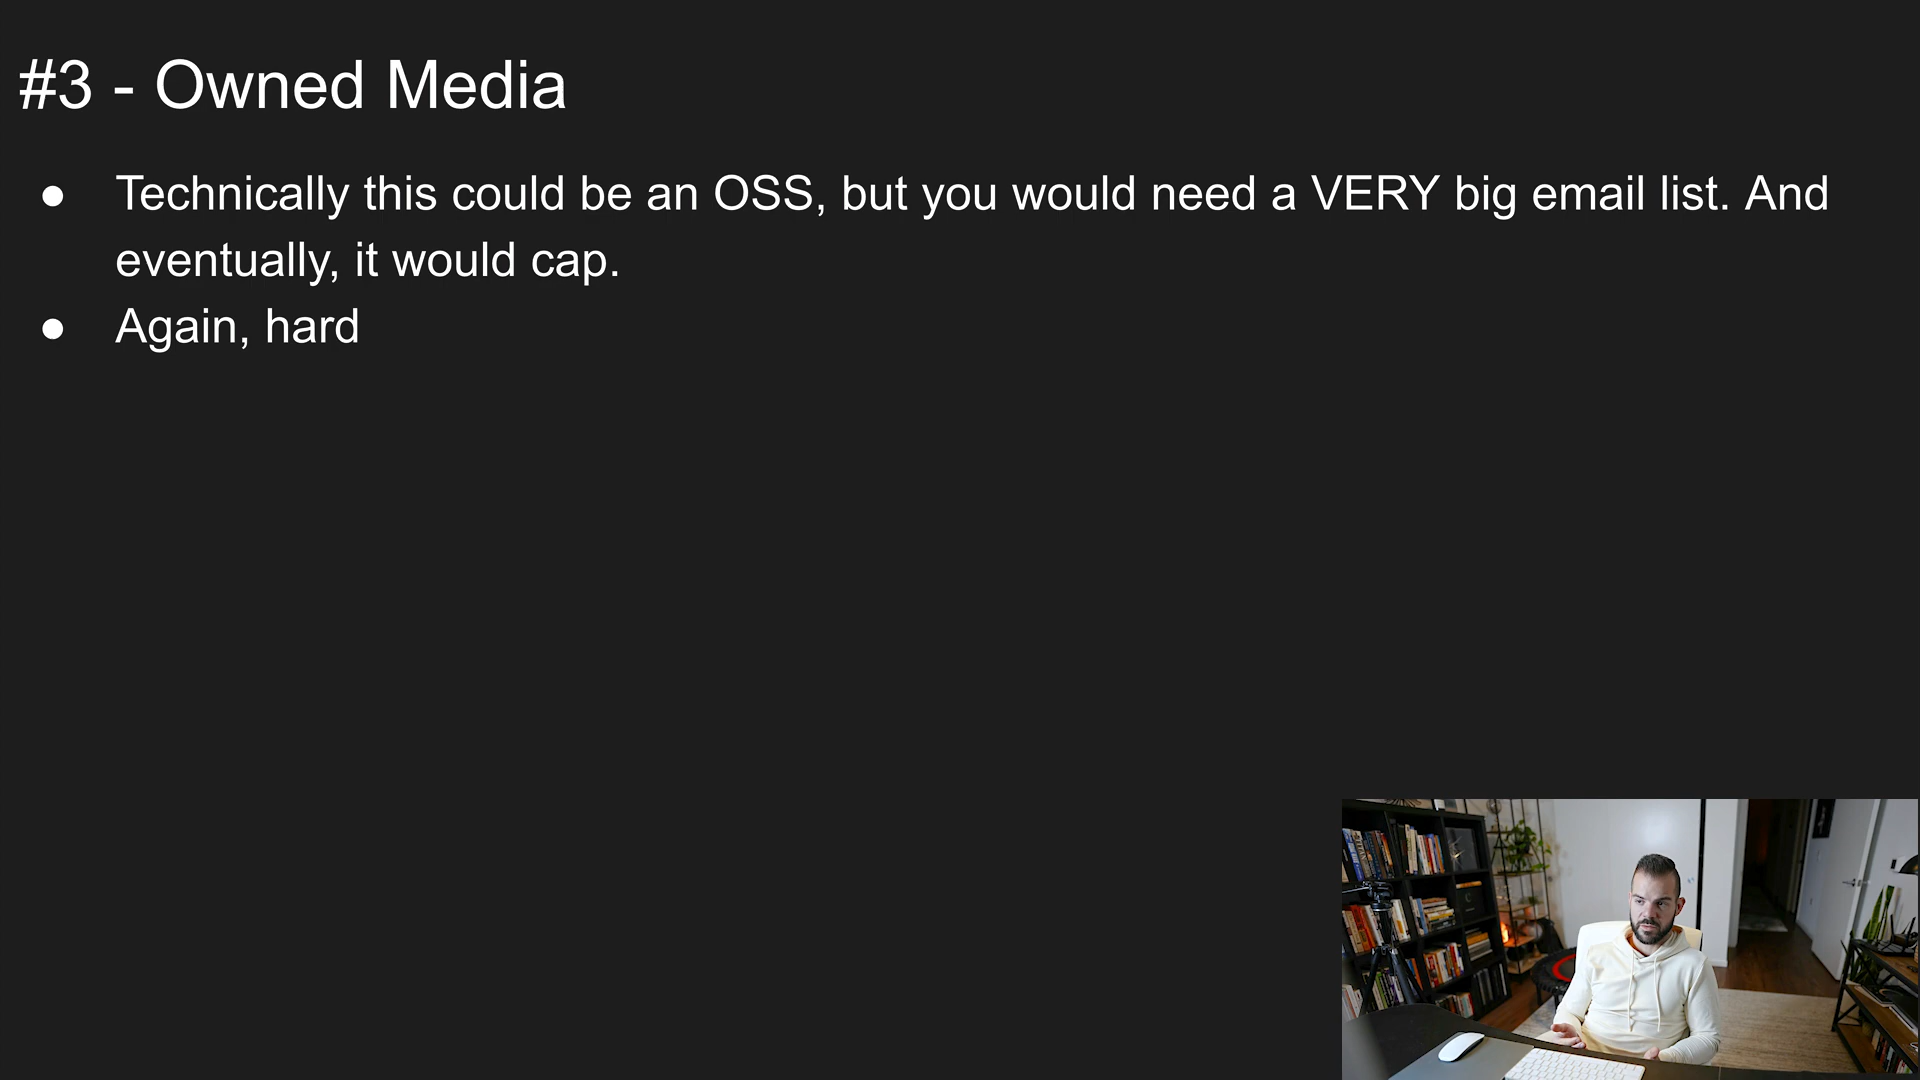 #3 - Owned Media
● Technically this could be an OSS, but you would need a VERY big email list. And
eventually, it would cap.
● Again, hard